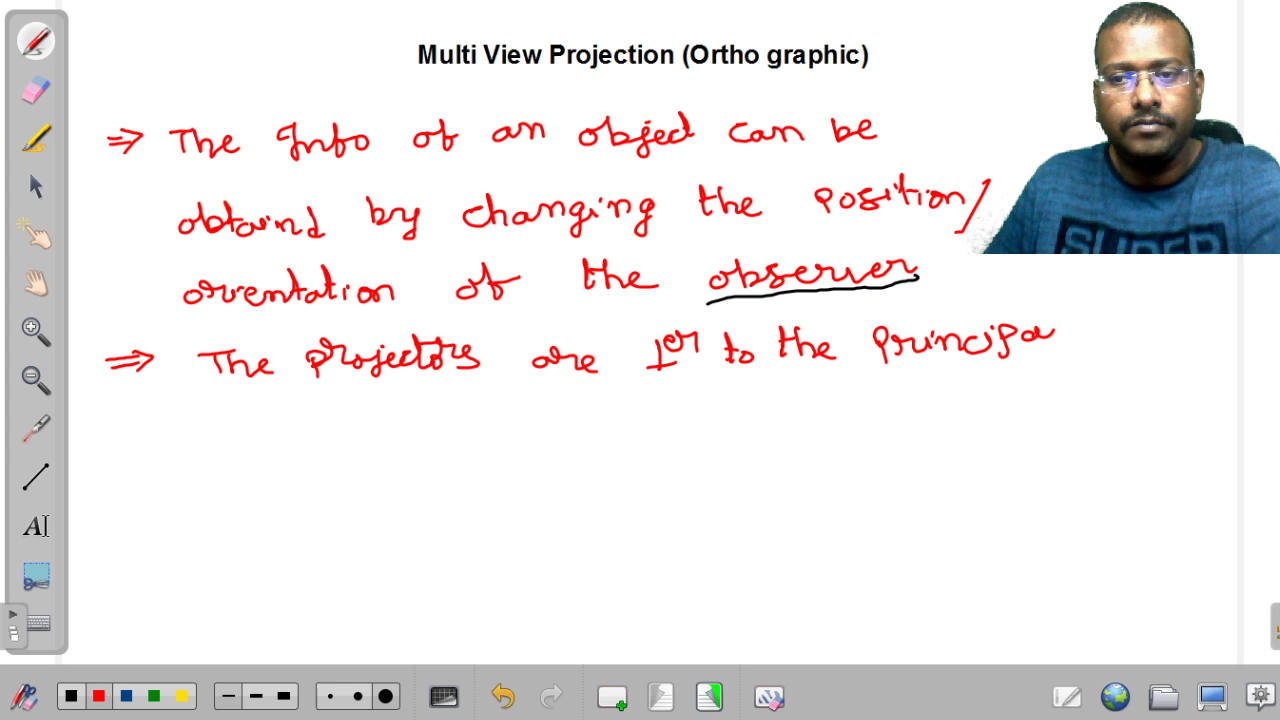 Multi View Projection (Ortho graphic)
⇒ The Info of an object can be
obtaind by changing the position/
orientation of the observer
⇒ The projectors are ⊥er to the principa
SUPER